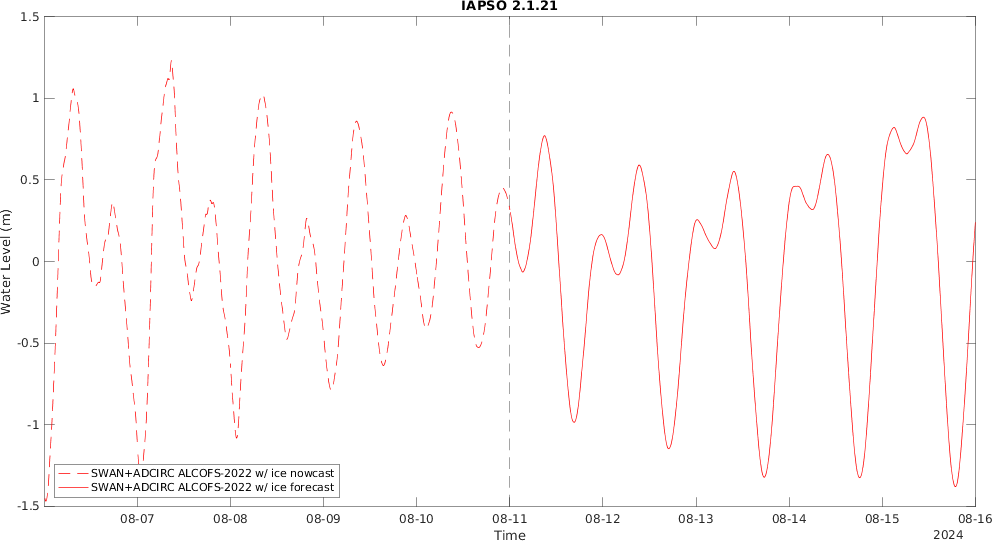 IAPSO 2.1.21
1.5
1
0.5
0
-0.5
-1
-1.5
Water Level (m)
SWAN+ADCIRC ALCOFS-2022 w/ ice nowcast
SWAN+ADCIRC ALCOFS-2022 w/ ice forecast
08-07 08-08 08-09 08-10 08-11 08-12 08-13 08-14 08-15 08-16
Time
2024